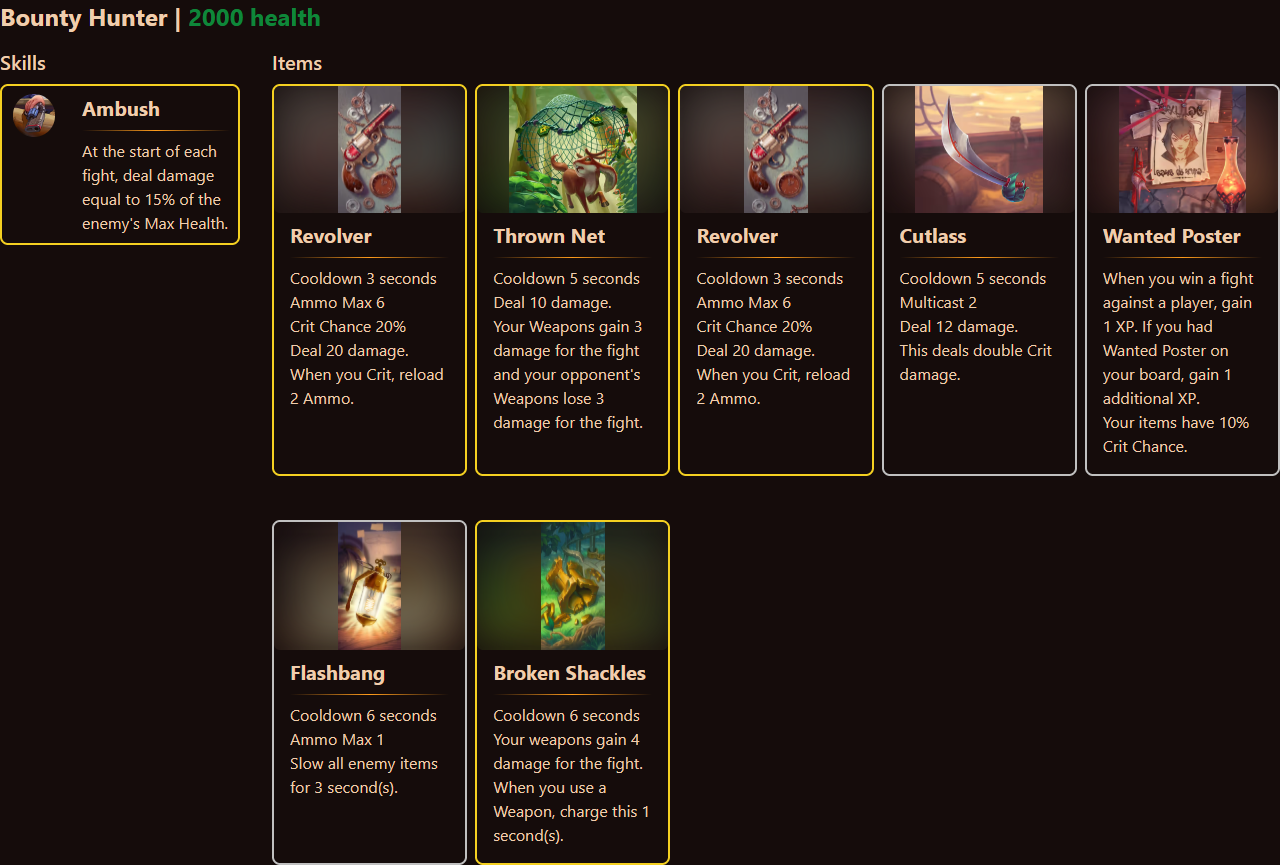 Bounty Hunter | 2000 health
Skills
Ambush
At the start of each
fight, deal damage
equal to 15% of the
enemy's Max Health.
Items
Revolver
Cooldown 3 seconds
Ammo Max 6
Crit Chance 20%
Deal 20 damage.
When you Crit, reload
2 Ammo.
Thrown Net
Cooldown 5 seconds
Deal 10 damage.
Your Weapons gain 3
damage for the fight
and your opponent's
Weapons lose 3
damage for the fight.
Revolver
Cooldown 3 seconds
Ammo Max 6
Crit Chance 20%
Deal 20 damage.
When you Crit, reload
2 Ammo.
Cutlass
Cooldown 5 seconds
Multicast 2
Deal 12 damage.
This deals double Crit
damage.
Wanted Poster
When you win a fight
against a player, gain
1 XP. If you had
Wanted Poster on
your board, gain 1
additional XP.
Your items have 10%
Crit Chance.
Flashbang
Cooldown 6 seconds
Ammo Max 1
Slow all enemy items
for 3 second(s).
Broken Shackles
Cooldown 6 seconds
Your weapons gain 4
damage for the fight.
When you use a
Weapon, charge this 1
second(s).